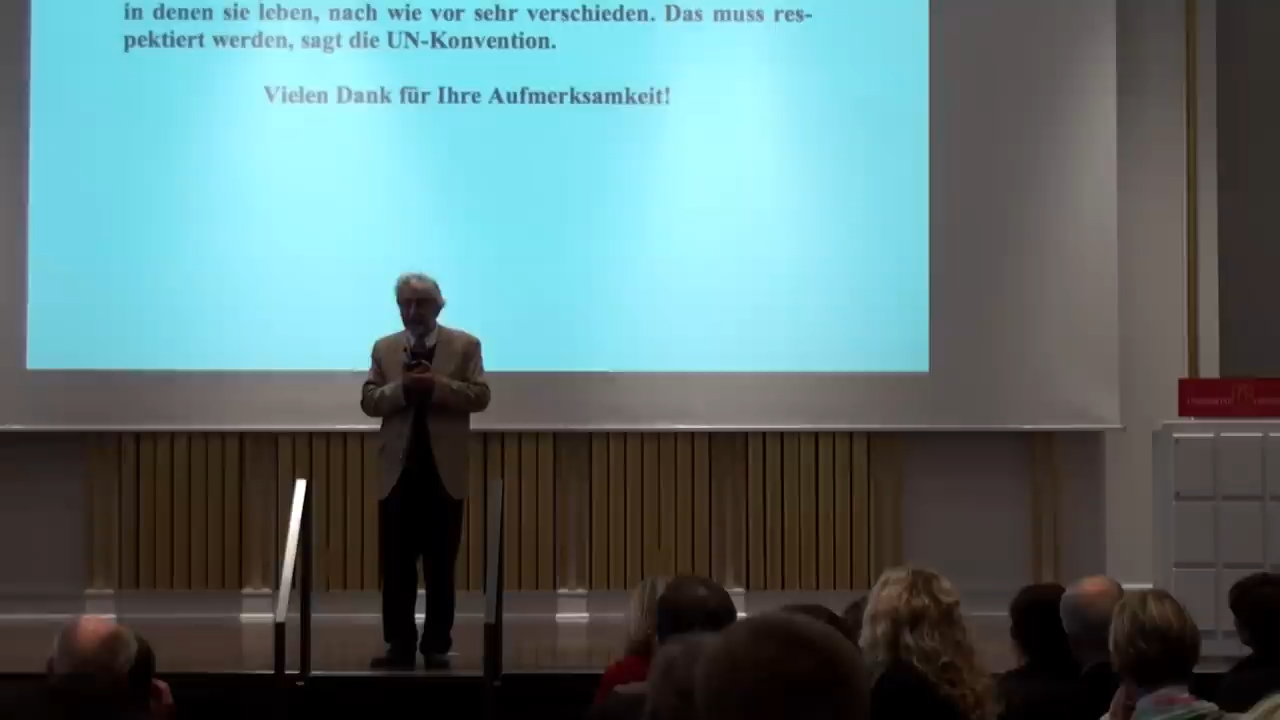 in denen sie leben, nach wie vor sehr verschieden. Das muss res-
pektiert werden, sagt die UN-Konvention.
Vielen Dank für Ihre Aufmerksamkeit!